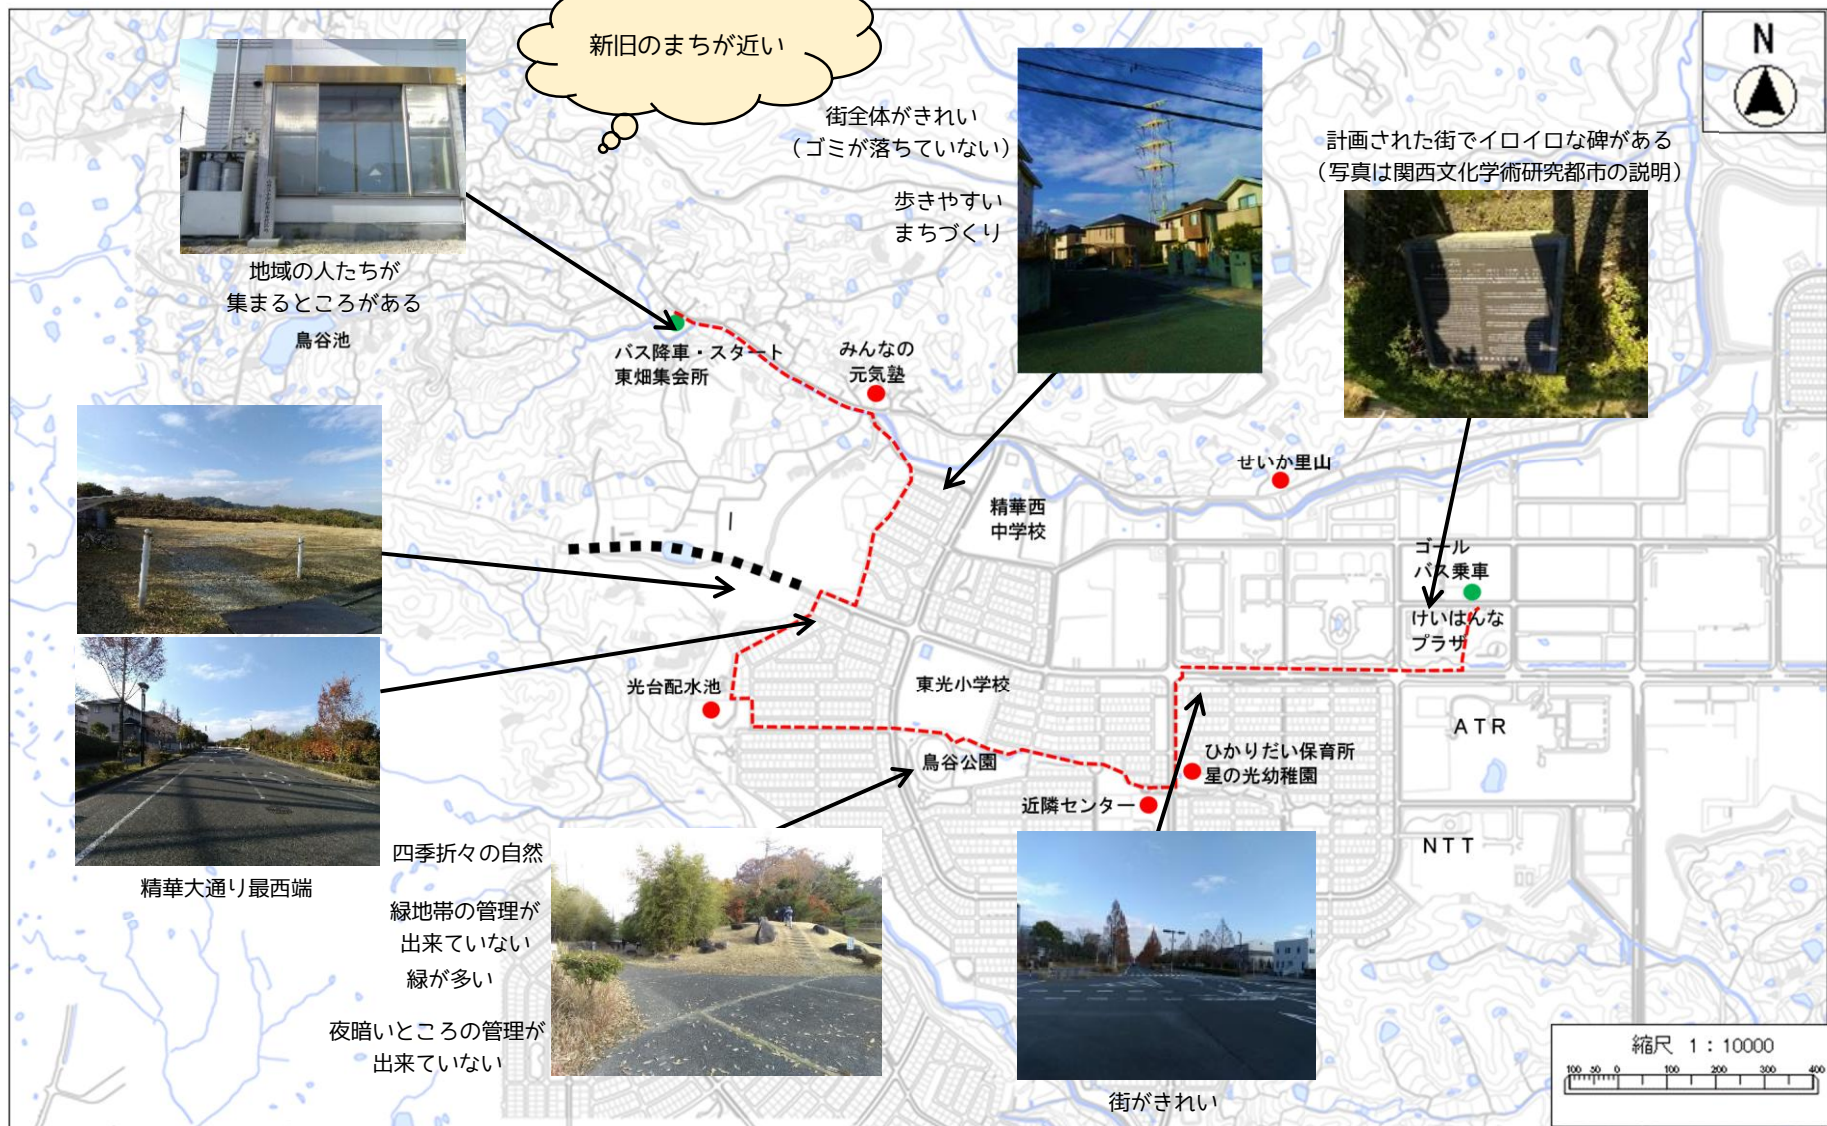 新旧のまちが近い
N
街全体がきれい
（ゴミが落ちていない）
歩きやすい
まちづくり
計画された街でイロイロな碑がある
（写真は関西文化学術研究都市の説明）
地域の人たちが
集まるところがある
鳥谷池
バス降車・スタート
東畑集会所
みんなの
元気塾
せいか里山
精華西
中学校
ゴール
バス乗車
けいはんな
プラザ
光台配水池
東光小学校
ATR
鳥谷公園
ひかりだい保育所
星の光幼稚園
近隣センター
NTT
精華大通り最西端
四季折々の自然
緑地帯の管理が
出来ていない
緑が多い
夜暗いところの管理が
出来ていない
街がきれい
縮尺 1：10000
100 50 0 100 200 300 400